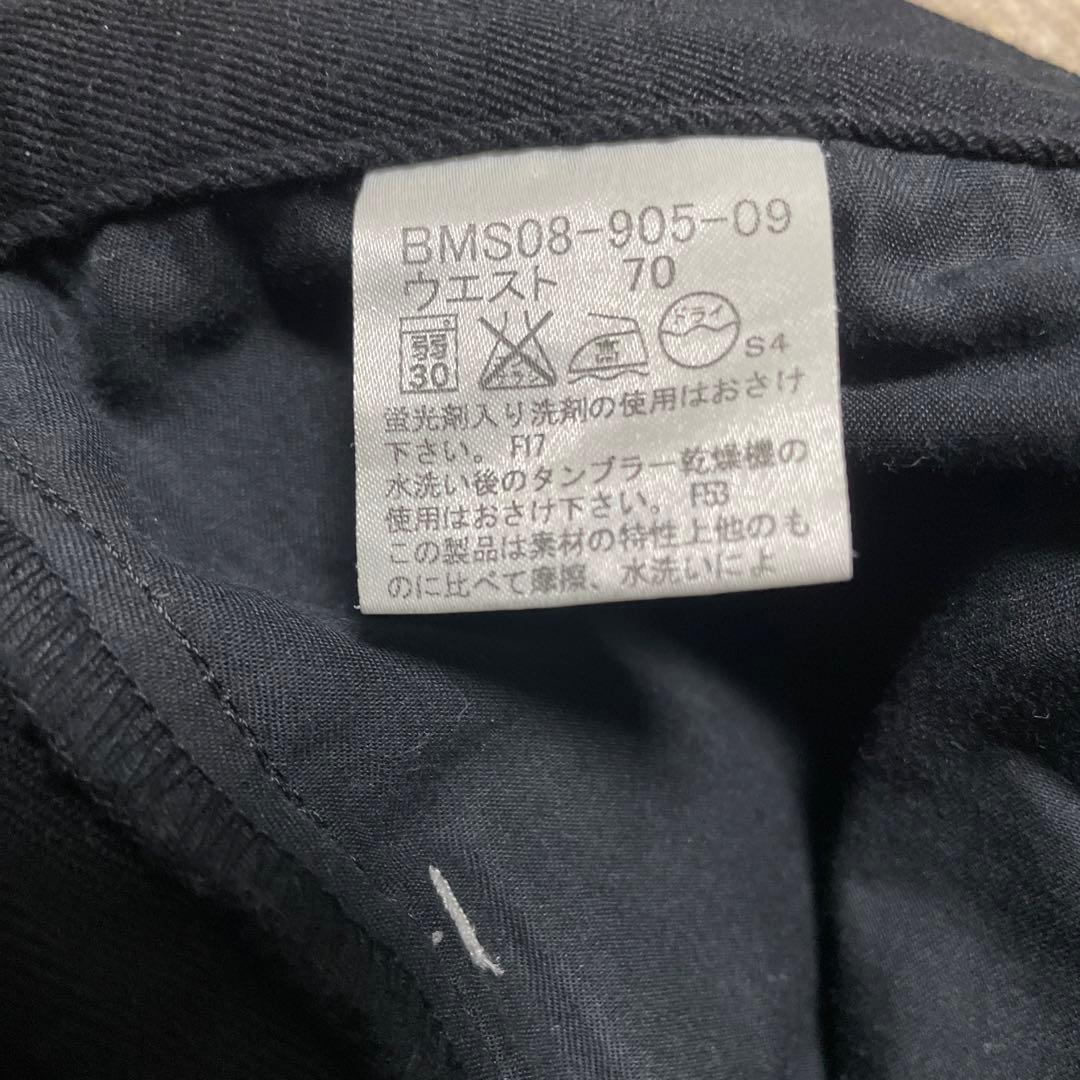 BMS08-905-09
ウエスト 70
弱 30 ドライ S4
蛍光剤入り洗剤の使用はおさけ
下さい。 F17
水洗い後のタンブラー乾燥機の
使用はおさけ下さい。 P53
この製品は素材の特性上他のも
のに比べて摩擦、水洗いによ